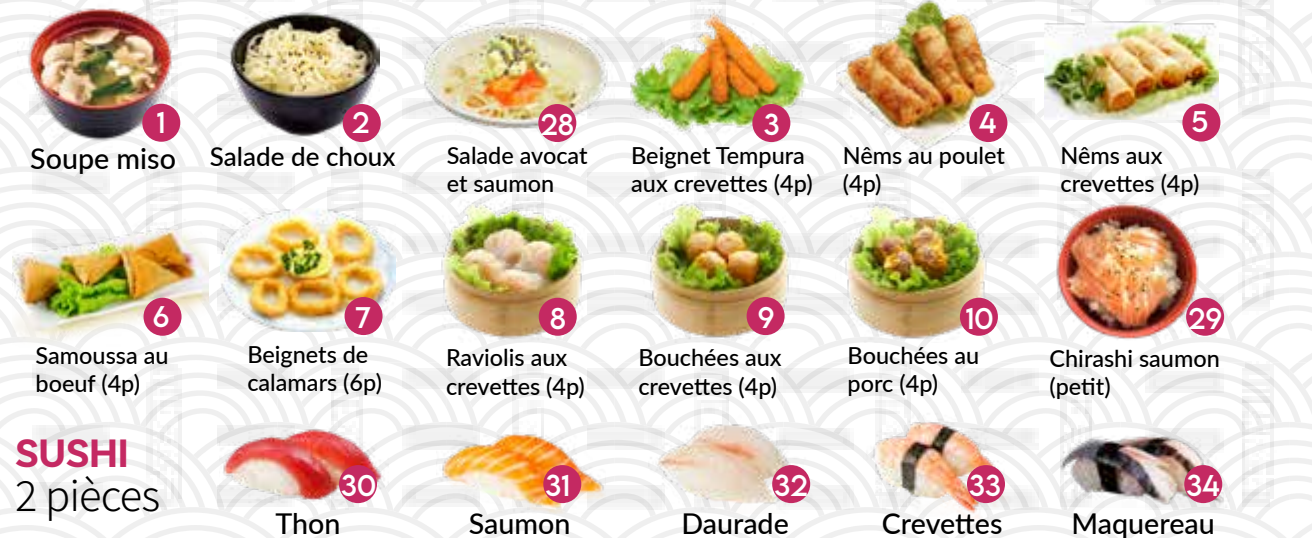 1
2
28
3
4
5
Soupe miso
Salade de choux
Salade avocat
et saumon
Beignet Tempura
aux crevettes (4p)
Nêms au poulet
(4p)
Nêms aux
crevettes (4p)
6
7
8
9
10
29
Samoussa au
boeuf (4p)
Beignets de
calamars (6p)
Raviolis aux
crevettes (4p)
Bouchées aux
crevettes (4p)
Bouchées au
porc (4p)
Chirashi saumon
(petit)
SUSHI
2 pièces
30
31
32
33
34
Thon
Saumon
Daurade
Crevettes
Maquereau